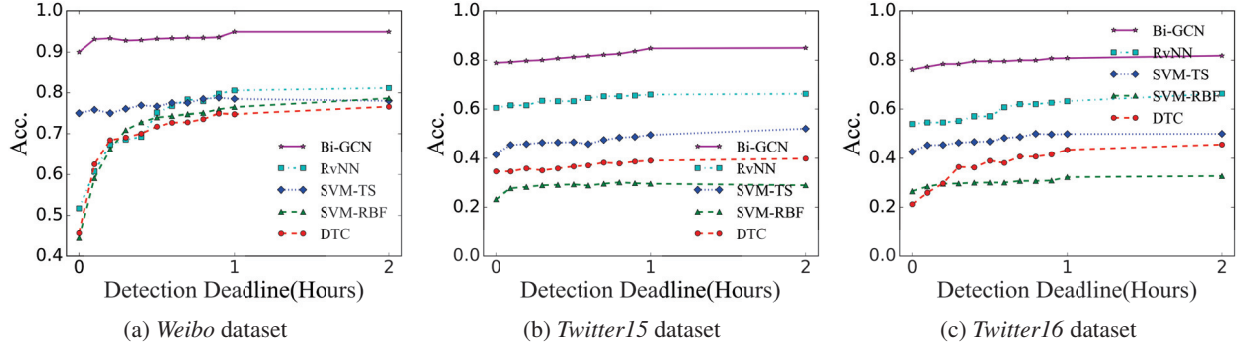 1.0
0.9
0.8
0.7
0.6
0.5
0.4
Acc.
Bi-GCN
RvNN
SVM-TS
SVM-RBF
DTC
0 1 2
Detection Deadline(Hours)
(a) Weibo dataset
1.0
0.8
0.6
0.4
0.2
0.0
Acc.
Bi-GCN
RvNN
SVM-TS
SVM-RBF
DTC
0 1 2
Detection Deadline(Hours)
(b) Twitter15 dataset
1.0
0.8
0.6
0.4
0.2
0.0
Acc.
Bi-GCN
RvNN
SVM-TS
SVM-RBF
DTC
0 1 2
Detection Deadline(Hours)
(c) Twitter16 dataset